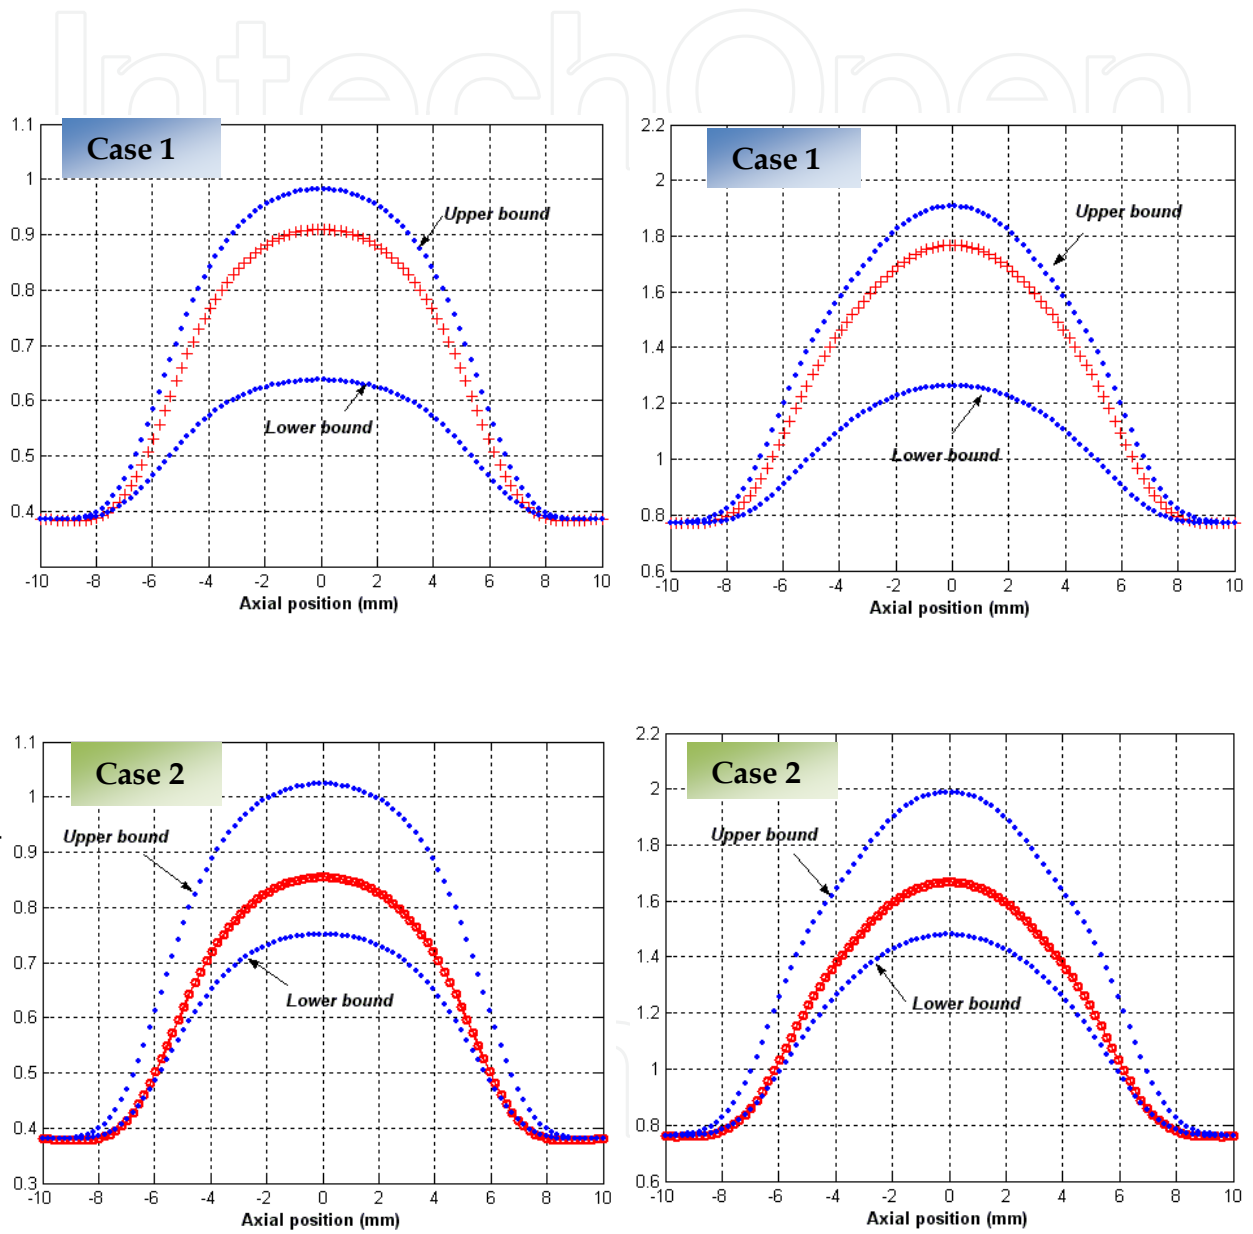 IntechOpen
Case 1
1.1
1
0.9
0.8
0.7
0.6
0.5
0.4
Upper bound
Lower bound
-10 -8 -6 -4 -2 0 2 4 6 8 10
Axial position (mm)
Case 1
2.2
2
1.8
1.6
1.4
1.2
1
0.8
0.6
Upper bound
Lower bound
-10 -8 -6 -4 -2 0 2 4 6 8 10
Axial position (mm)
Case 2
1.1
1
0.9
0.8
0.7
0.6
0.5
0.4
0.3
Upper bound
Lower bound
-10 -8 -6 -4 -2 0 2 4 6 8 10
Axial position (mm)
Case 2
2.2
2
1.8
1.6
1.4
1.2
1
0.8
0.6
Upper bound
Lower bound
-10 -8 -6 -4 -2 0 2 4 6 8 10
Axial position (mm)